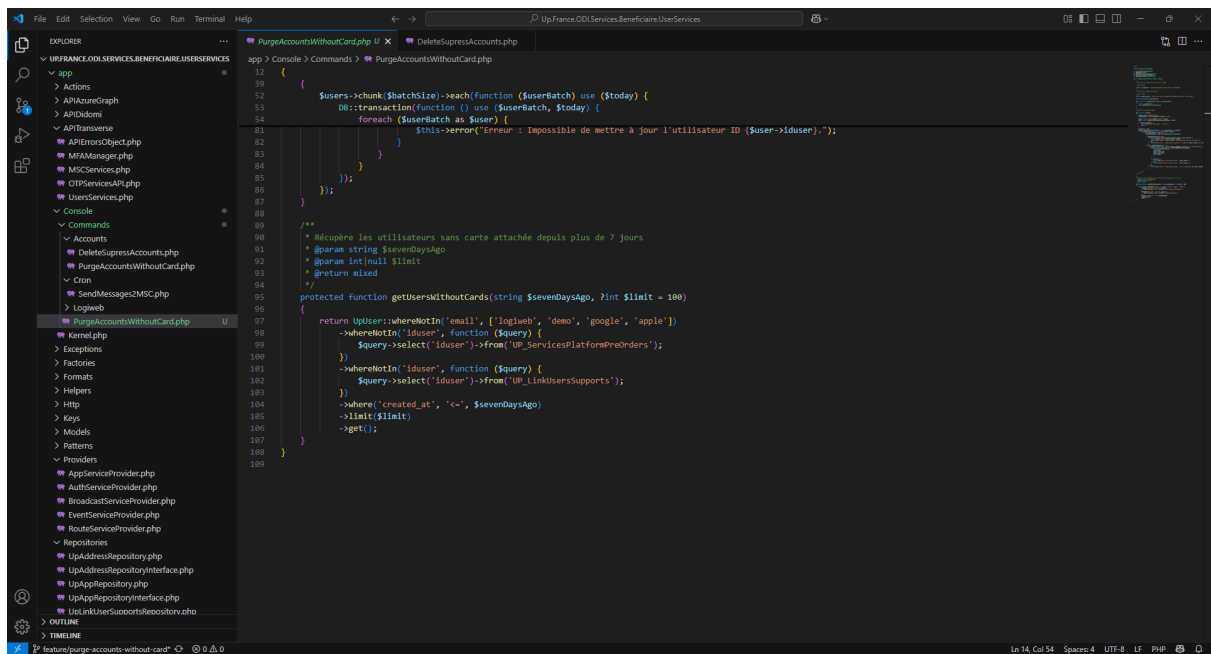 File Edit Selection View Go Run Terminal Help
Up.France.ODI.Services.Beneficiaire.UserServices
EXPLORER
UP.FRANCE.ODI.SERVICES.BENEFICIAIRE.USERSERVICES
app
Actions
APIAzureGraph
APIDidomi
APITransverse
APIErrorsObject.php
MFAManager.php
MSCServices.php
OTPServicesAPI.php
UsersServices.php
Console
Commands
Accounts
DeleteSupressAccounts.php
PurgeAccountsWithoutCard.php
Cron
SendMessages2MSC.php
Logiweb
PurgeAccountsWithoutCard.php U
Kernel.php
Exceptions
Factories
Formats
Helpers
Http
Keys
Models
Patterns
Providers
AppServiceProvider.php
AuthServiceProvider.php
BroadcastServiceProvider.php
EventServiceProvider.php
RouteServiceProvider.php
Repositories
UpAddressRepository.php
UpAddressRepositoryInterface.php
UpAppRepository.php
UpAppRepositoryInterface.php
UpLinkUserSupportsRepository.php
OUTLINE
TIMELINE
PurgeAccountsWithoutCard.php U DeleteSupressAccounts.php
app > Console > Commands > PurgeAccountsWithoutCard.php
12 {
39 {
52 $users->chunk($batchSize)->each(function ($userBatch) use ($today) {
53 DB::transaction(function () use ($userBatch, $today) {
54 foreach ($userBatch as $user) {
81 $this->error("Erreur : Impossible de mettre à jour l'utilisateur ID {$user->iduser}.");
82 }
83 }
84 }
85 });
86 });
87 }
88
89 /**
90 * Récupère les utilisateurs sans carte attachée depuis plus de 7 jours
91 * @param string $sevenDaysAgo
92 * @param int|null $limit
93 * @return mixed
94 */
95 protected function getUsersWithoutCards(string $sevenDaysAgo, ?int $limit = 100)
96 {
97 return UpUser::whereNotIn('email', ['logiweb', 'demo', 'google', 'apple'])
98 ->whereNotIn('iduser', function ($query) {
99 $query->select('iduser')->from('UP_ServicesPlatformPreOrders');
100 })
101 ->whereNotIn('iduser', function ($query) {
102 $query->select('iduser')->from('UP_LinkUsersSupports');
103 })
104 ->where('created_at', '<=', $sevenDaysAgo)
105 ->limit($limit)
106 ->get();
107 }
108 }
109
feature/purge-accounts-without-card* 0 0 Ln 14, Col 54 Spaces: 4 UTF-8 LF PHP